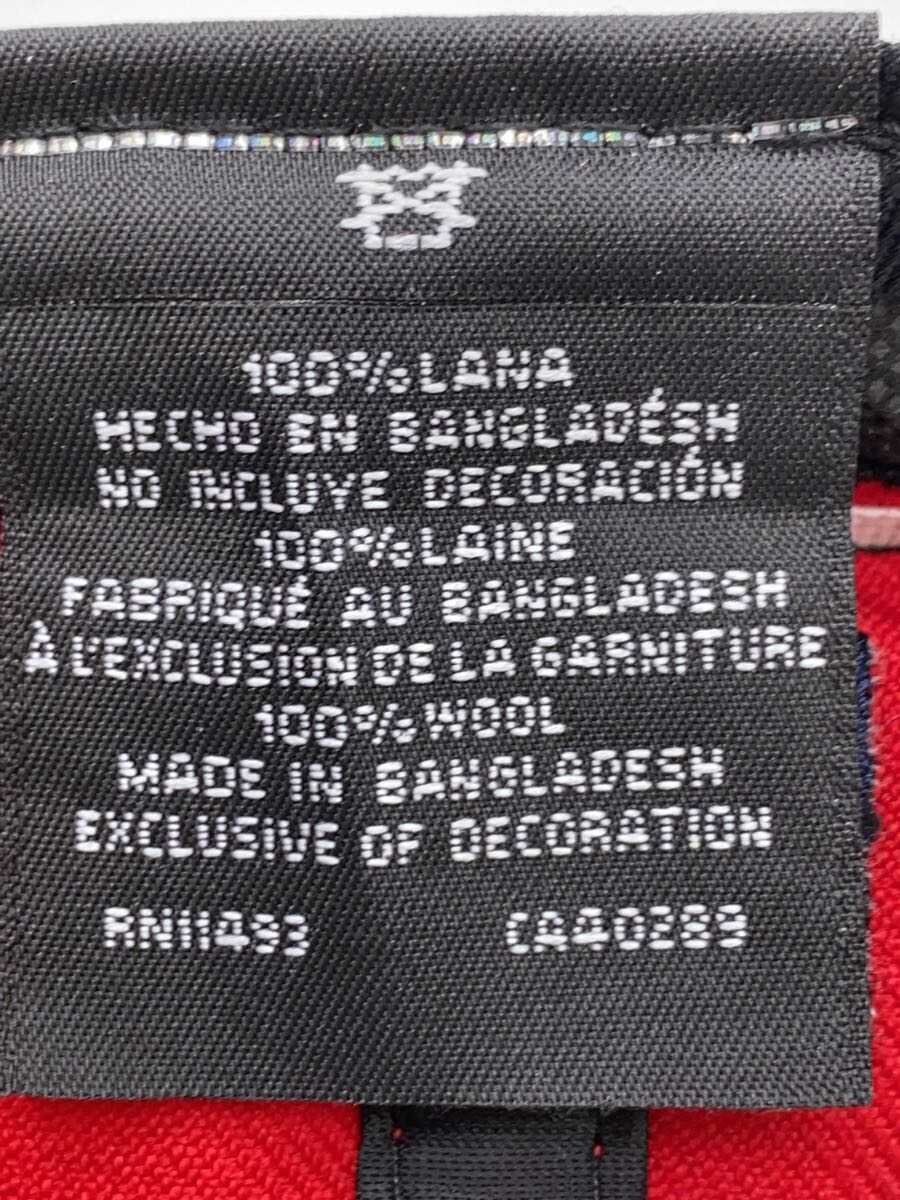 100% LANA
HECHO EN BANGLADÉSH
NO INCLUYE DECORACIÓN
100% LAINE
FABRIQUÉ AU BANGLADESH
À L'EXCLUSION DE LA GARNITURE
100% WOOL
MADE IN BANGLADESH
EXCLUSIVE OF DECORATION
RN11493 CA40289